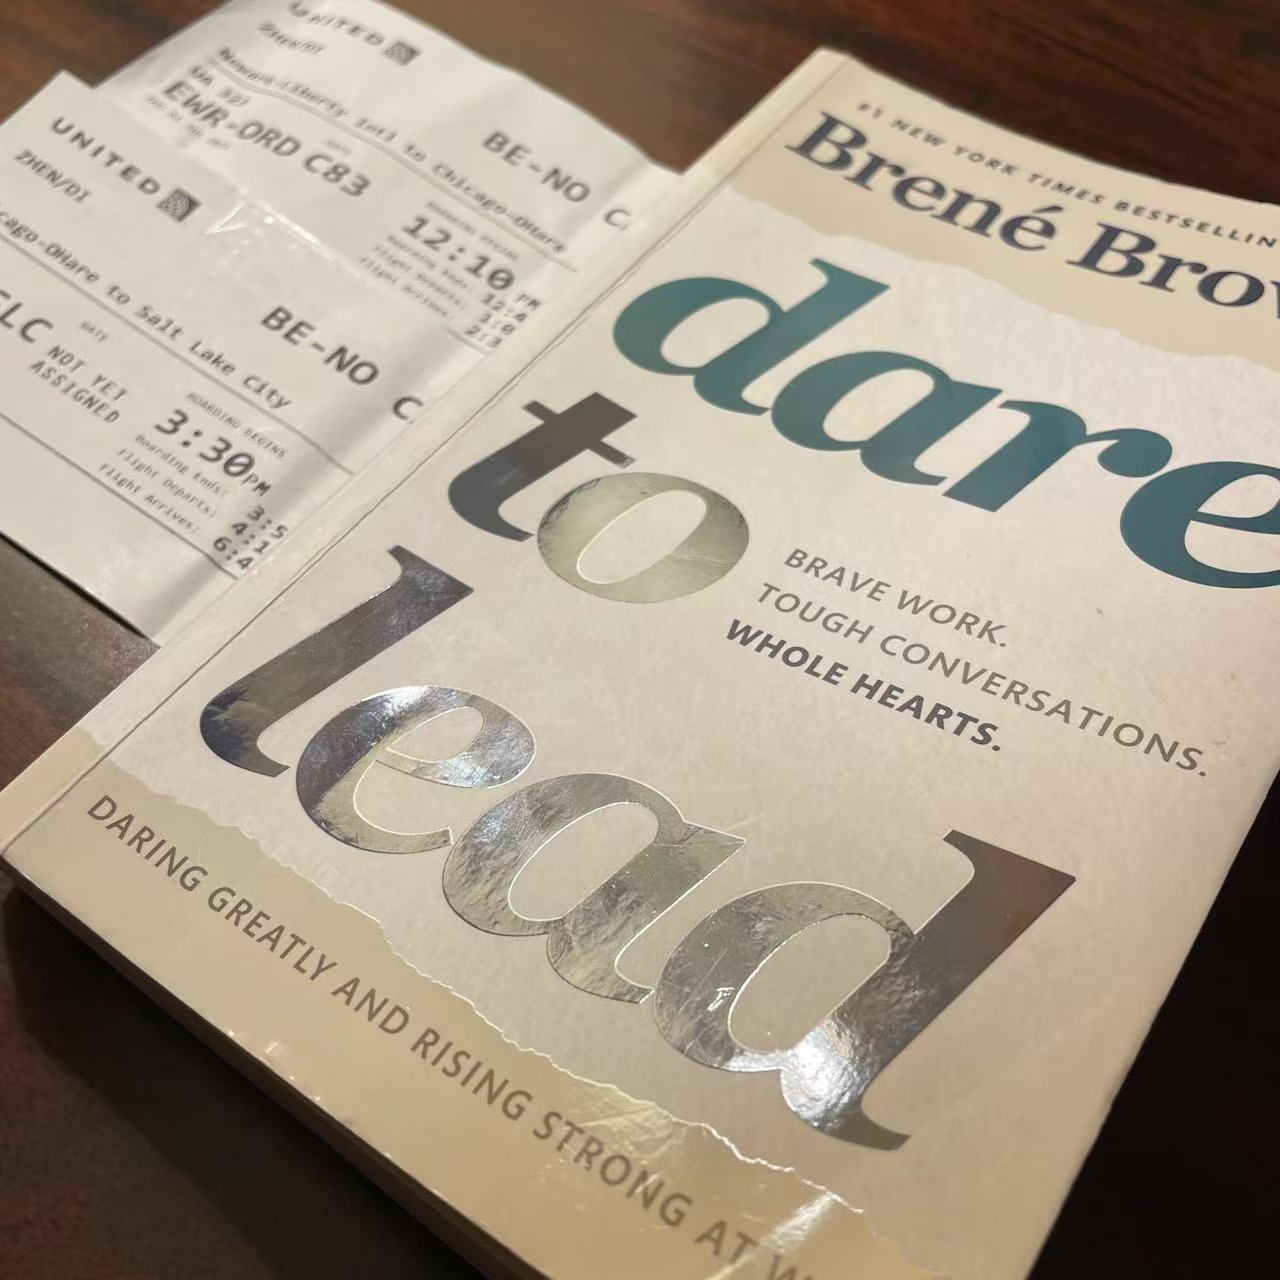 UNITED
ZHEN/DI
BE-NO C
Newark-Liberty Intl to Chicago-OHare
EWR-ORD C83
GATE
BOARDING BEGINS
12:10 PM
Boarding Ends: 12:4
Flight Departs: 1:0
Flight Arrives: 2:3
UNITED
ZHEN/DI
BE-NO C
cago-OHare to Salt Lake City
SLC
GATE
NOT YET
ASSIGNED
BOARDING BEGINS
3:30PM
Boarding Ends: 3:5
Flight Departs: 4:1
Flight Arrives: 6:4
#1 NEW YORK TIMES BESTSELLIN
Brené Brow
dare
to
lead
BRAVE WORK.
TOUGH CONVERSATIONS.
WHOLE HEARTS.
DARING GREATLY AND RISING STRONG AT W